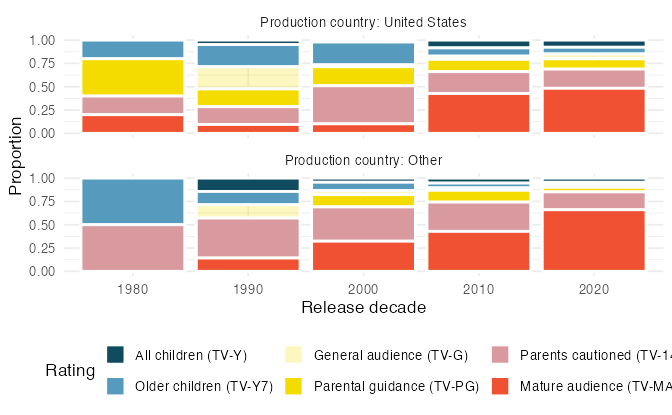 Production country: United States
1.00
0.75
0.50
0.25
0.00
Production country: Other
1.00
0.75
0.50
0.25
0.00
Proportion
1980 1990 2000 2010 2020
Release decade
Rating
All children (TV-Y) General audience (TV-G) Parents cautioned (TV-14
Older children (TV-Y7) Parental guidance (TV-PG) Mature audience (TV-MA